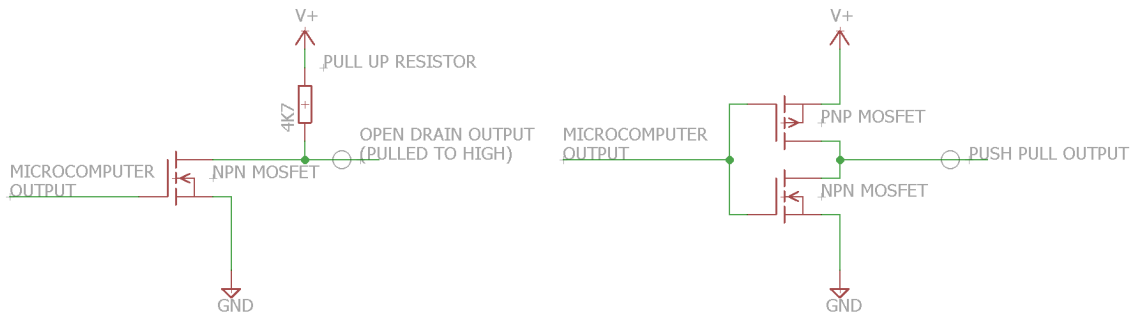 V+
PULL UP RESISTOR
4K7
OPEN DRAIN OUTPUT
(PULLED TO HIGH)
MICROCOMPUTER
OUTPUT
NPN MOSFET
GND
V+
PNP MOSFET
MICROCOMPUTER
OUTPUT
PUSH PULL OUTPUT
NPN MOSFET
GND